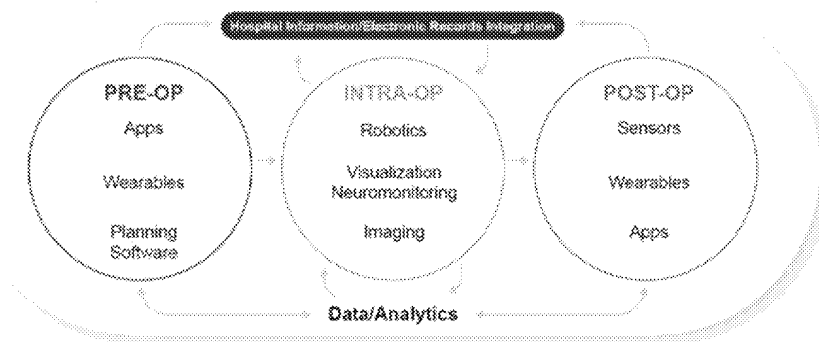 Hospital Information/Electronic Records Integration
PRE-OP
Apps
Wearables
Planning
Software
INTRA-OP
Robotics
Visualization
Neuromonitoring
Imaging
POST-OP
Sensors
Wearables
Apps
Data/Analytics